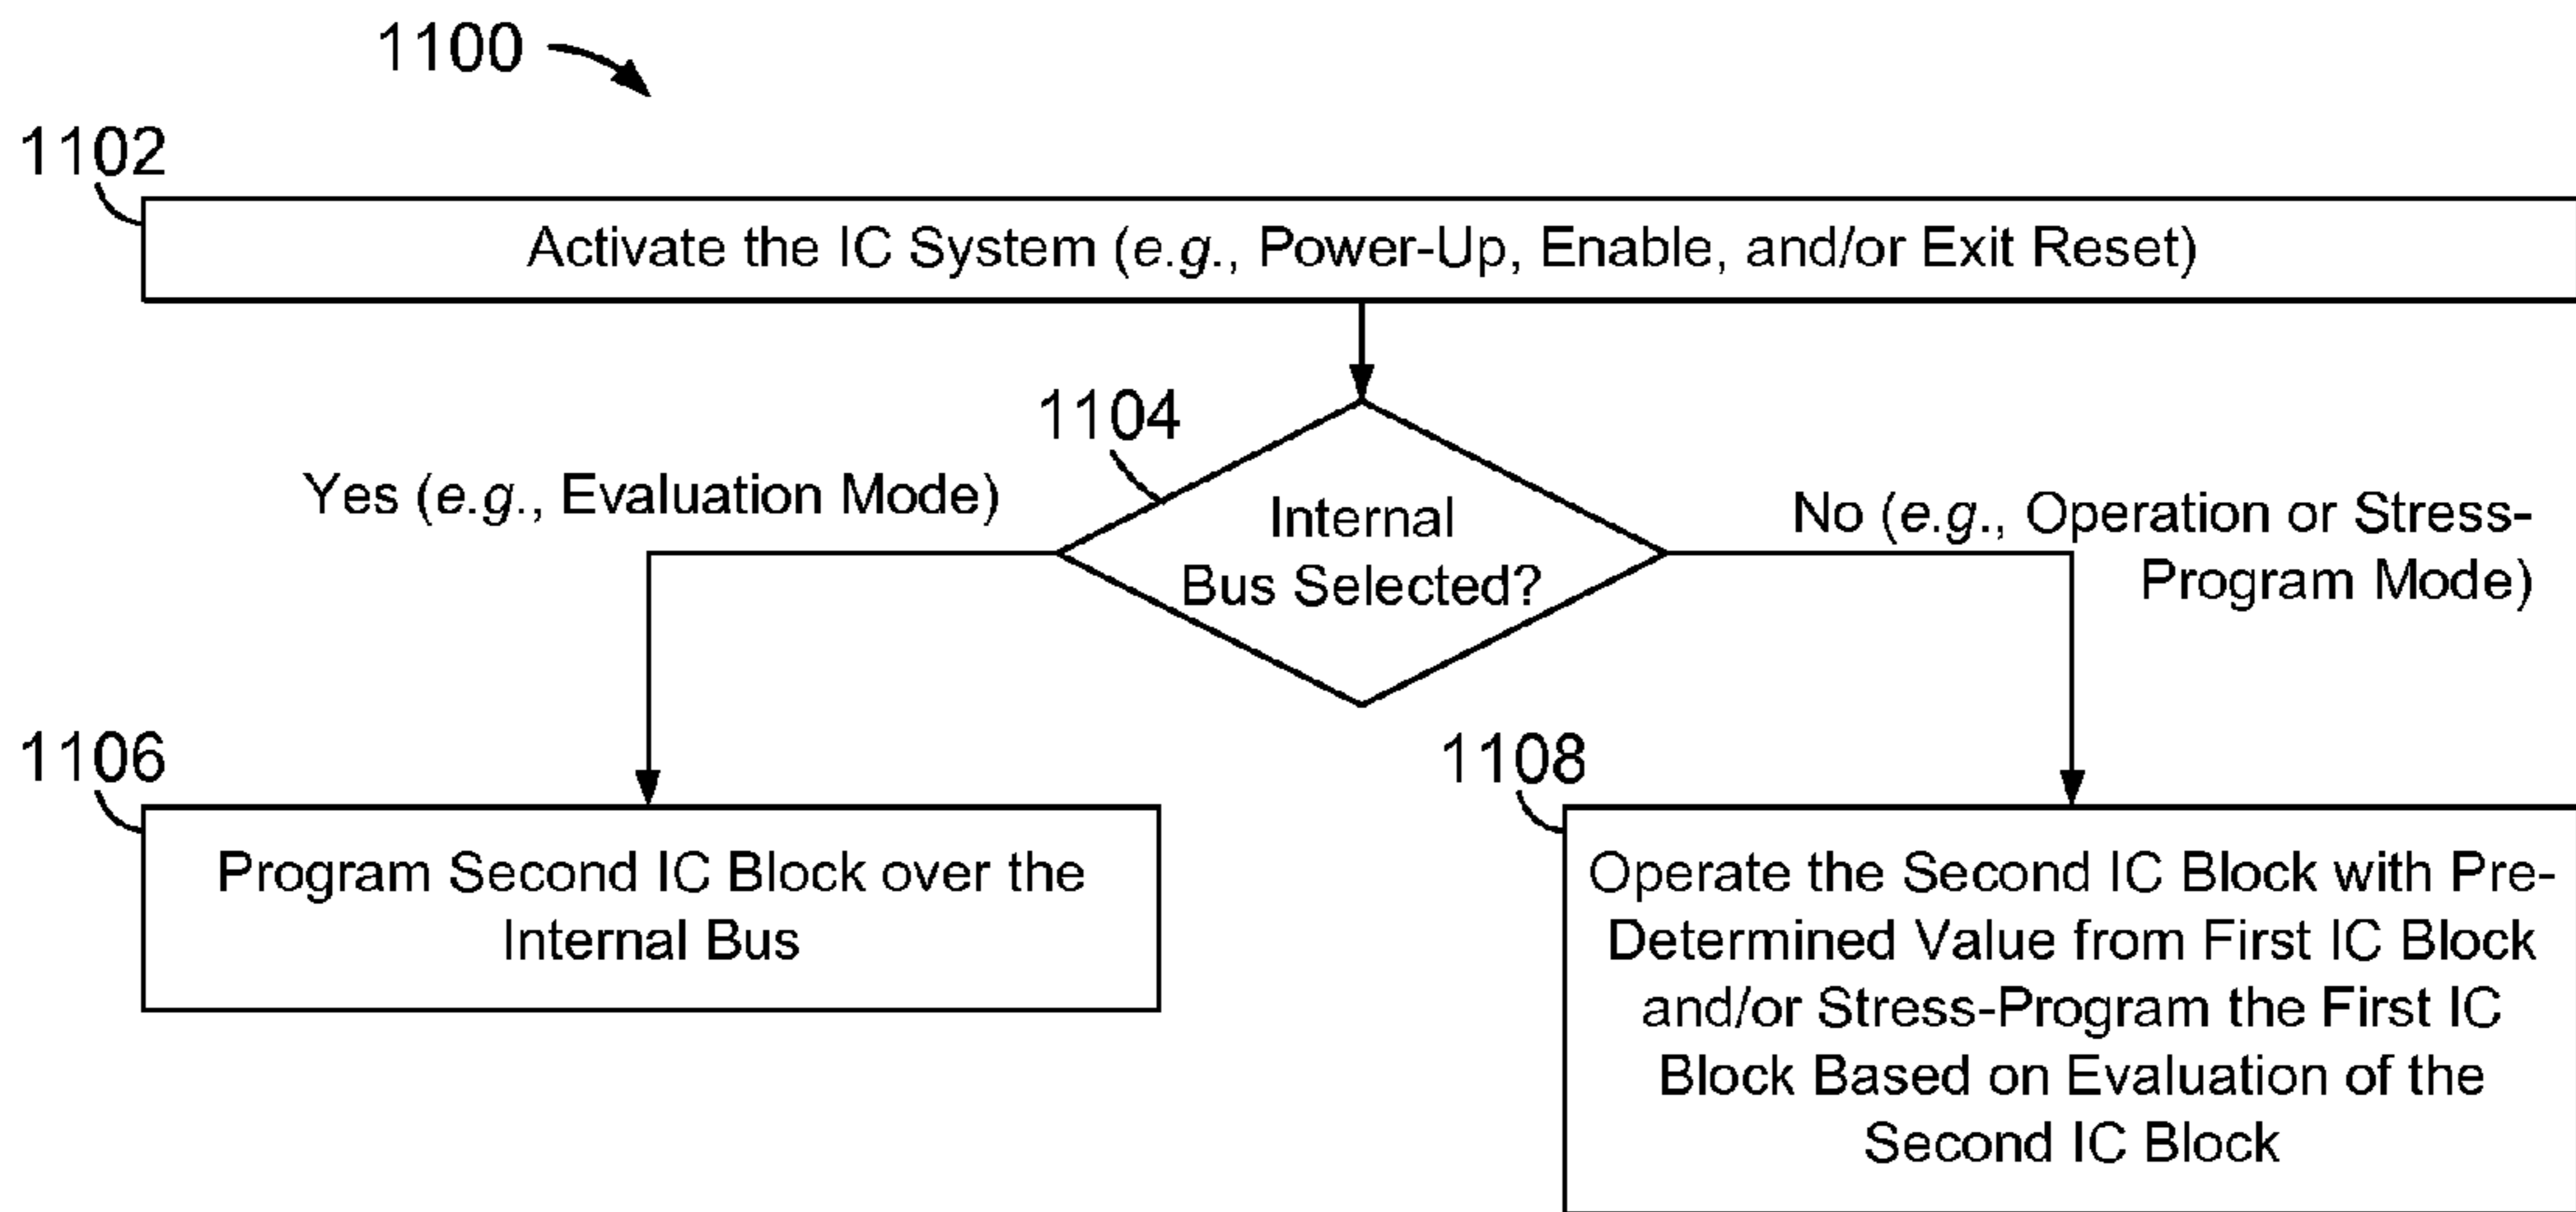 1100
1102
Activate the IC System (e.g., Power-Up, Enable, and/or Exit Reset)
1104
Internal
Bus Selected?
Yes (e.g., Evaluation Mode)
No (e.g., Operation or Stress-
Program Mode)
1106
Program Second IC Block over the
Internal Bus
1108
Operate the Second IC Block with Pre-
Determined Value from First IC Block
and/or Stress-Program the First IC
Block Based on Evaluation of the
Second IC Block